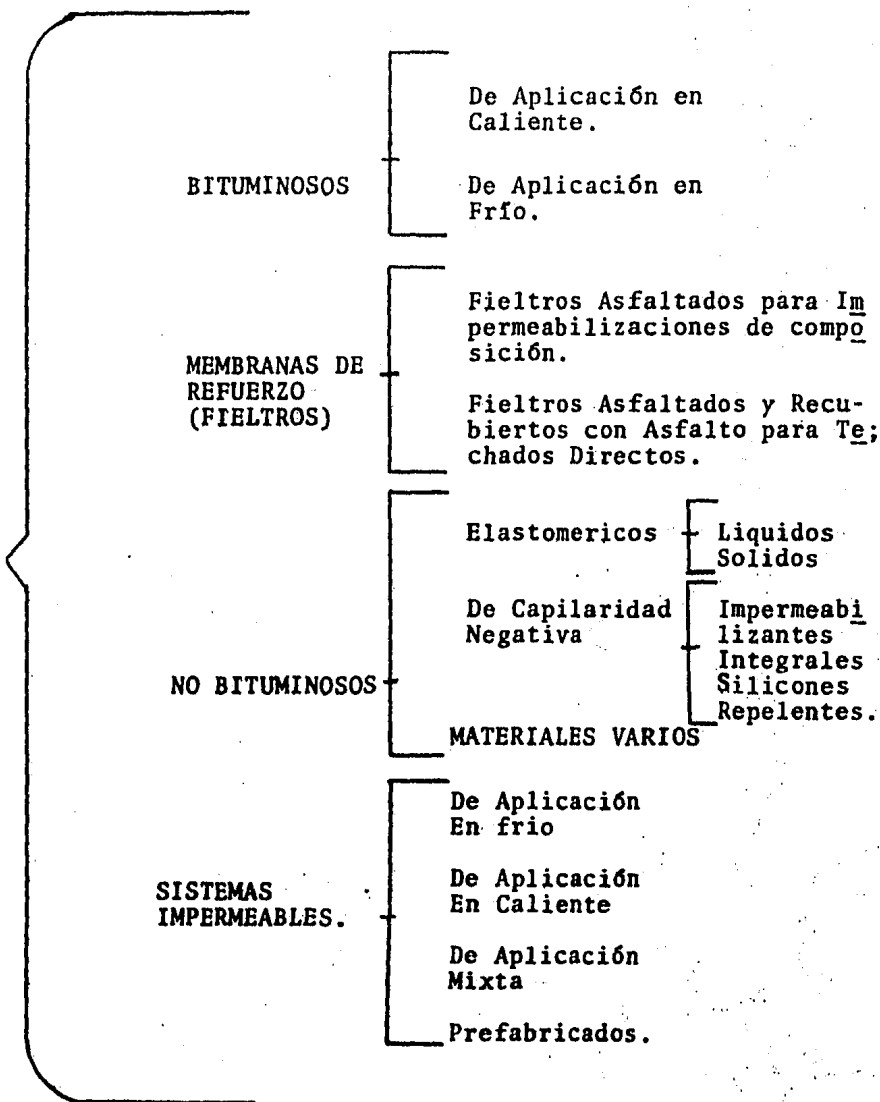 De Aplicación en
Caliente.
BITUMINOSOS
De Aplicación en
Frío.
Fieltros Asfaltados para Im
permeabilizaciones de compo
sición.
MEMBRANAS DE
REFUERZO
(FIELTROS)
Fieltros Asfaltados y Recu-
biertos con Asfalto para Te;
chados Directos.
Elastomericos
Liquidos
Solidos
De Capilaridad
Negativa
Impermeabi
lizantes
Integrales
Silicones
Repelentes.
NO BITUMINOSOS
MATERIALES VARIOS
De Aplicación
En frio
SISTEMAS
IMPERMEABLES.
De Aplicación
En Caliente
De Aplicación
Mixta
Prefabricados.